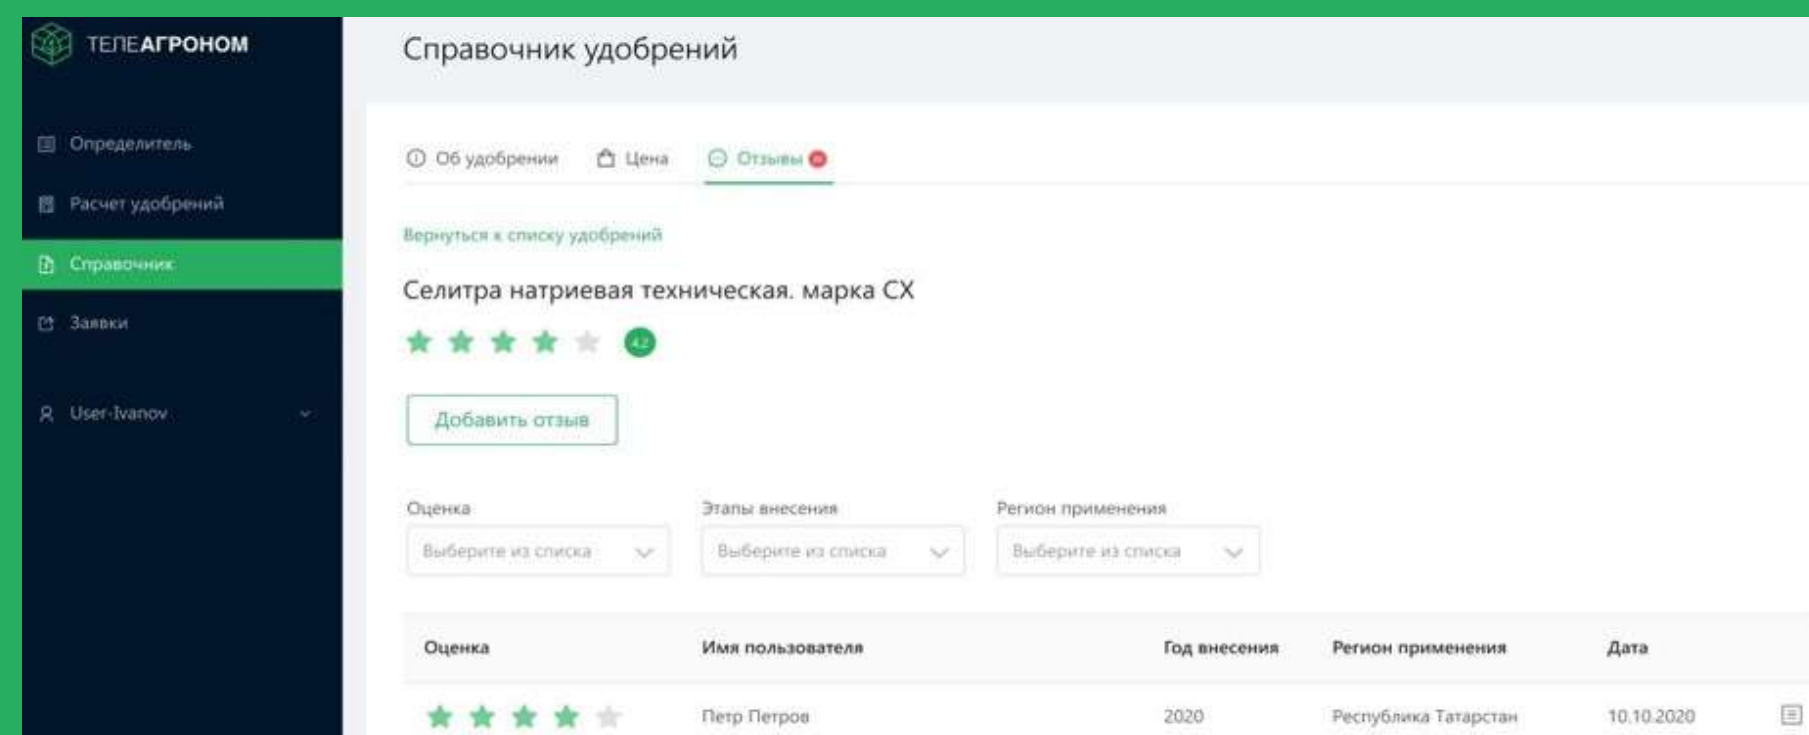 ТЕЛЕАГРОНОМ
Справочник удобрений
Определитель
Расчет удобрений
Справочник
Заявки
User-Ivanov
Об удобрении Цена Отзывы
Вернуться к списку удобрений
Селитра натриевая техническая. марка СХ
4.2
Добавить отзыв
Оценка Этапы внесения Регион применения
Выберите из списка Выберите из списка Выберите из списка
Оценка Имя пользователя Год внесения Регион применения Дата
Петр Петров 2020 Республика Татарстан 10.10.2020